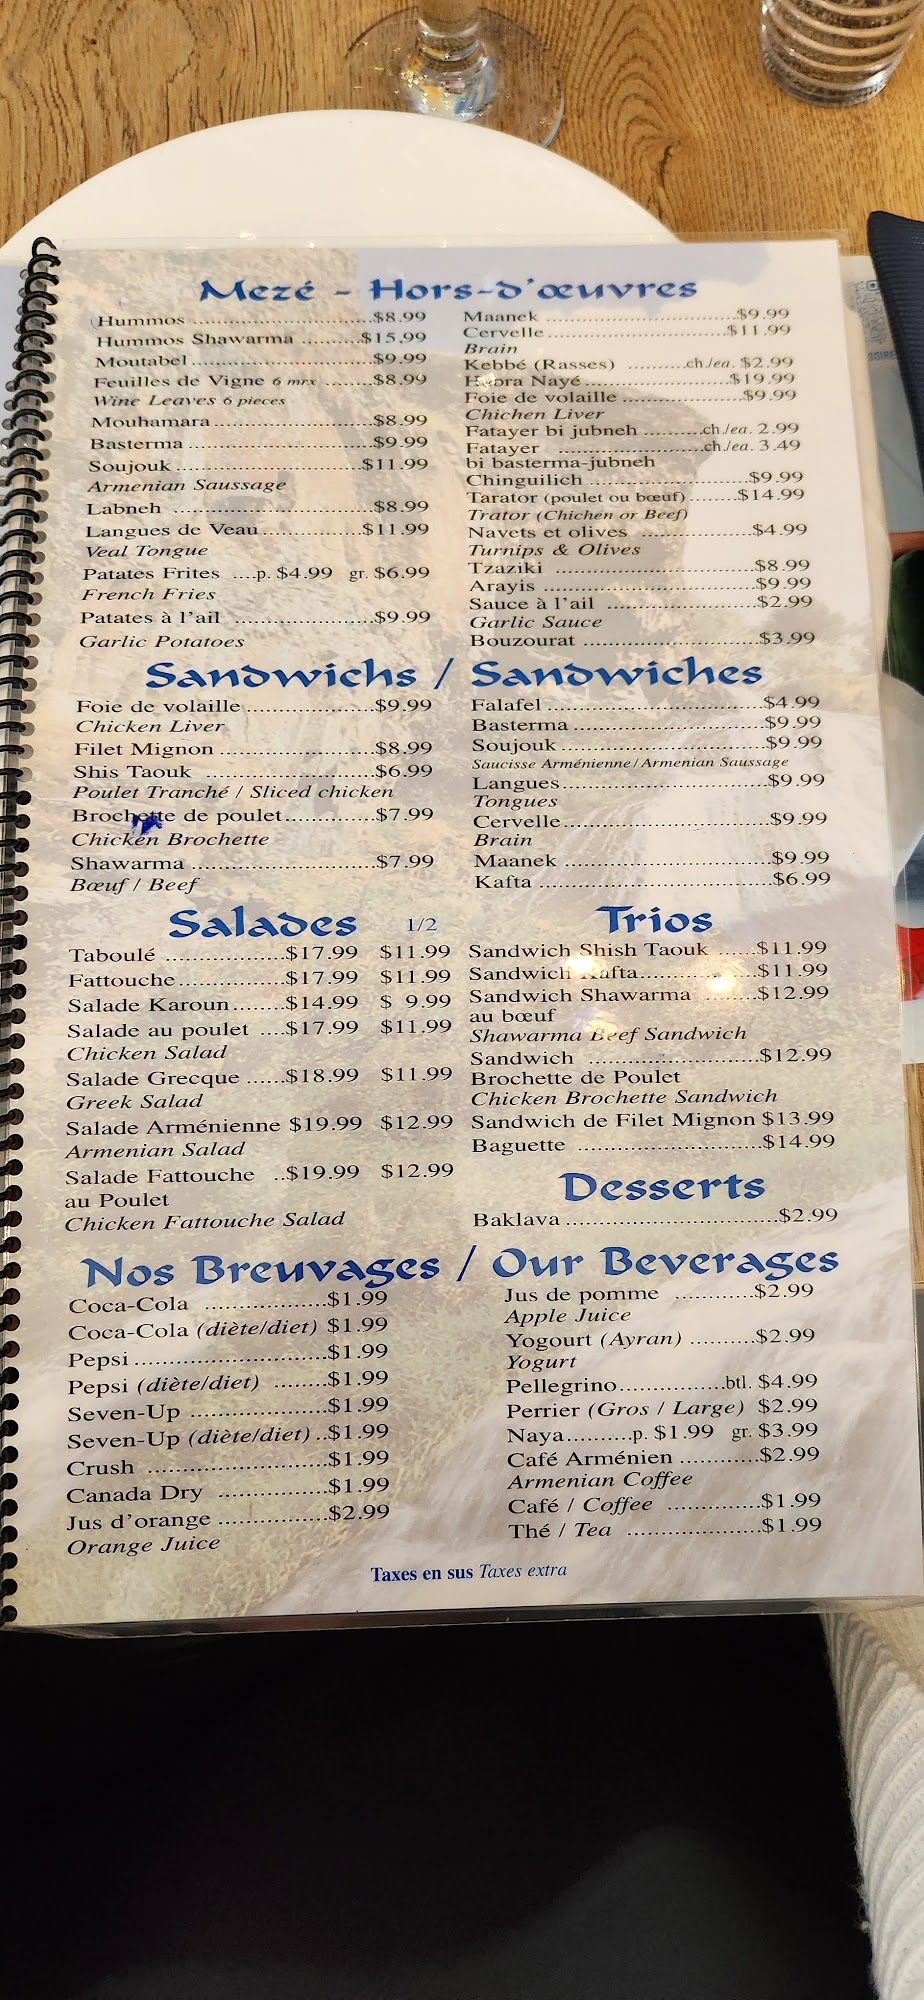 Mezé - Hors-d'œuvres
Hummos ..............................$8.99
Hummos Shawarma ..........$15.99
Moutabel..............................$9.99
Feuilles de Vigne 6 mrx ........$8.99
Wine Leaves 6 pieces
Mouhamara..........................$8.99
Basterma ..............................$9.99
Soujouk..............................$11.99
Armenian Saussage
Labneh ................................$8.99
Langues de Veau................$11.99
Veal Tongue
Patates Frites ....p. $4.99 gr. $6.99
French Fries
Patates à l'ail ......................$9.99
Garlic Potatoes
Maanek ................................$9.99
Cervelle..............................$11.99
Brain
Kebbé (Rasses) ..........ch./ea. $2.99
Hebra Nayé........................$19.99
Foie de volaille ....................$9.99
Chichen Liver
Fatayer bi jubneh ..........ch./ea. 2.99
Fatayer ........................ch./ea. 3.49
bi basterma-jubneh
Chinguilich ..........................$9.99
Tarator (poulet ou bœuf) .......$14.99
Trator (Chichen or Beef)
Navets et olives ..................$4.99
Turnips & Olives
Tzaziki ................................$8.99
Arayis ..................................$9.99
Sauce à l'ail ........................$2.99
Garlic Sauce
Bouzourat ............................$3.99
Sandwichs / Sandwiches
Foie de volaille ....................$9.99
Chicken Liver
Filet Mignon ........................$8.99
Shis Taouk ..........................$6.99
Poulet Tranché / Sliced chicken
Brochette de poulet..............$7.99
Chicken Brochette
Shawarma ............................$7.99
Bœuf / Beef
Falafel ..................................$4.99
Basterma ..............................$9.99
Soujouk................................$9.99
Saucisse Arménienne / Armenian Saussage
Langues................................$9.99
Tongues
Cervelle................................$9.99
Brain
Maanek ................................$9.99
Kafta ....................................$6.99
Salades 1/2
Taboulé ..................$17.99 $11.99
Fattouche................$17.99 $11.99
Salade Karoun........$14.99 $ 9.99
Salade au poulet ....$17.99 $11.99
Chicken Salad
Salade Grecque ......$18.99 $11.99
Greek Salad
Salade Arménienne $19.99 $12.99
Armenian Salad
Salade Fattouche ..$19.99 $12.99
au Poulet
Chicken Fattouche Salad
Trios
Sandwich Shish Taouk ......$11.99
Sandwich Kafta..................$11.99
Sandwich Shawarma ........$12.99
au bœuf
Shawarma Beef Sandwich
Sandwich ..........................$12.99
Brochette de Poulet
Chicken Brochette Sandwich
Sandwich de Filet Mignon $13.99
Baguette ............................$14.99
Desserts
Baklava ................................$2.99
Nos Breuvages / Our Beverages
Coca-Cola ....................$1.99
Coca-Cola (diète/diet) $1.99
Pepsi..............................$1.99
Pepsi (diète/diet) ........$1.99
Seven-Up ......................$1.99
Seven-Up (diète/diet) ..$1.99
Crush ............................$1.99
Canada Dry ..................$1.99
Jus d'orange ..................$2.99
Orange Juice
Jus de pomme ............$2.99
Apple Juice
Yogourt (Ayran) ..........$2.99
Yogurt
Pellegrino................btl. $4.99
Perrier (Gros / Large) $2.99
Naya..........p. $1.99 gr. $3.99
Café Arménien ............$2.99
Armenian Coffee
Café / Coffee ..............$1.99
Thé / Tea ....................$1.99
Taxes en sus Taxes extra